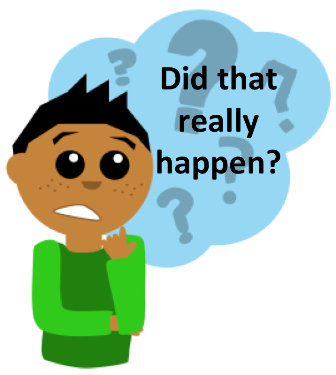 Did that
really
happen?